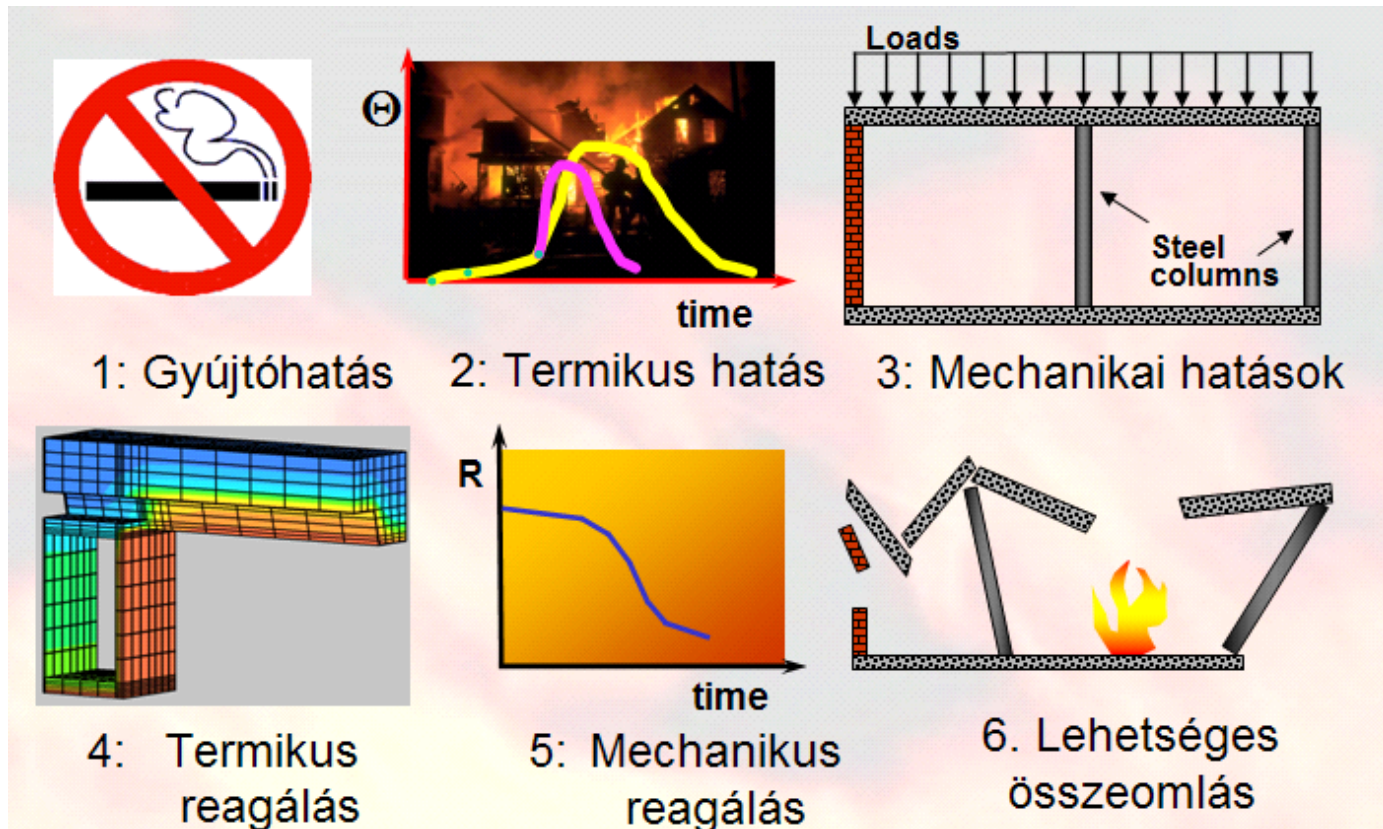 Loads
Θ
Steel
columns
time
1: Gyújtóhatás
2: Termikus hatás
3: Mechanikai hatások
R
time
4: Termikus
reagálás
5: Mechanikus
reagálás
6. Lehetséges
összeomlás